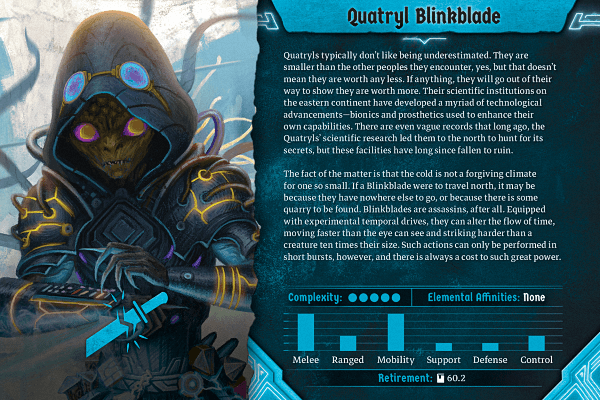 Quatryl Blinkblade
Quatryls typically don't like being underestimated. They are
smaller than the other peoples they encounter, yes, but that doesn't
mean they are worth any less. If anything, they will go out of their
way to show they are worth more. Their scientific institutions on
the eastern continent have developed a myriad of technological
advancements—bionics and prosthetics used to enhance their
own capabilities. There are even vague records that long ago, the
Quatryls' scientific research led them to the north to hunt for its
secrets, but these facilities have long since fallen to ruin.
The fact of the matter is that the cold is not a forgiving climate
for one so small. If a Blinkblade were to travel north, it may be
because they have nowhere else to go, or because there is some
quarry to be found. Blinkblades are assassins, after all. Equipped
with experimental temporal drives, they can alter the flow of time,
moving faster than the eye can see and striking harder than a
creature ten times their size. Such actions can only be performed in
short bursts, however, and there is always a cost to such great power.
Complexity: Elemental Affinities: None
Melee Ranged Mobility Support Defense Control
Retirement: 60.2